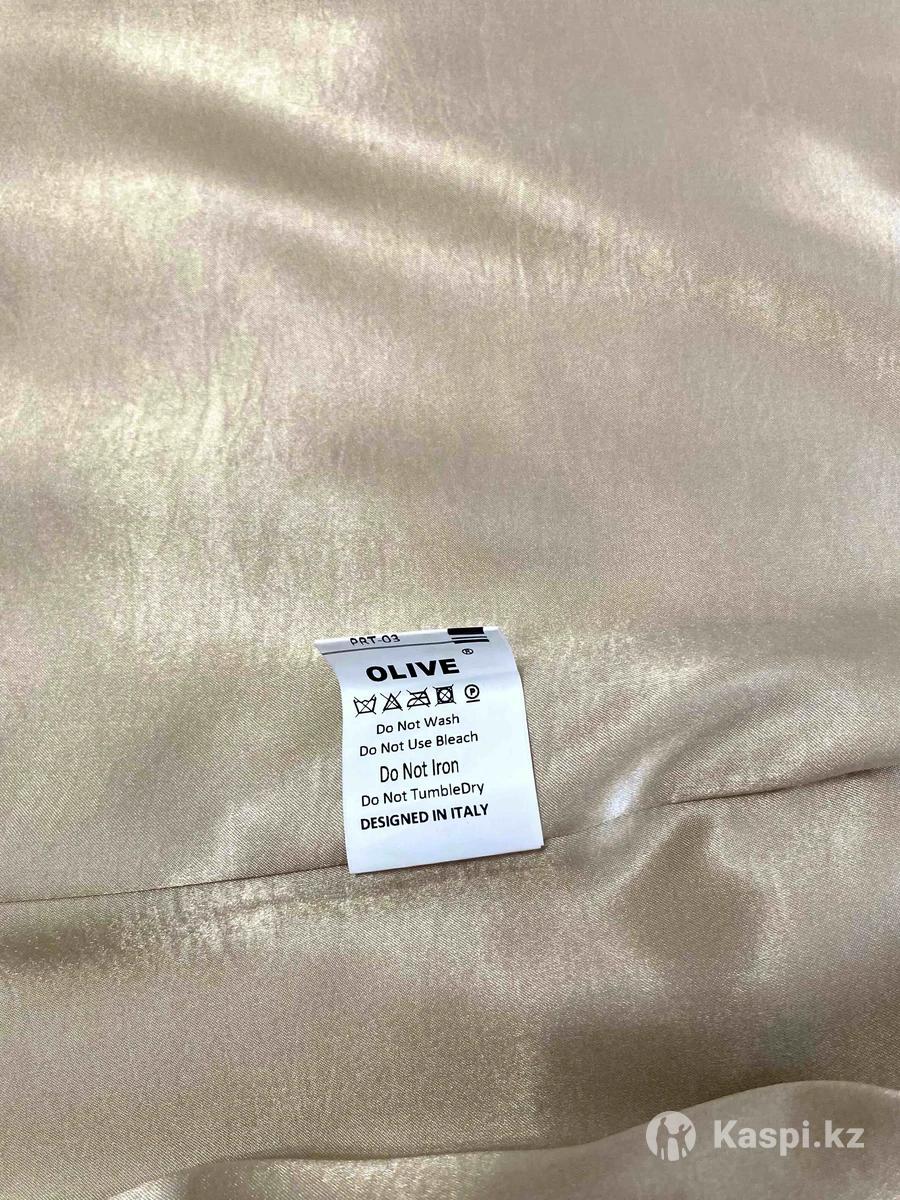 PRT-03
OLIVE ®
P
Do Not Wash
Do Not Use Bleach
Do Not Iron
Do Not TumbleDry
DESIGNED IN ITALY
Kaspi.kz